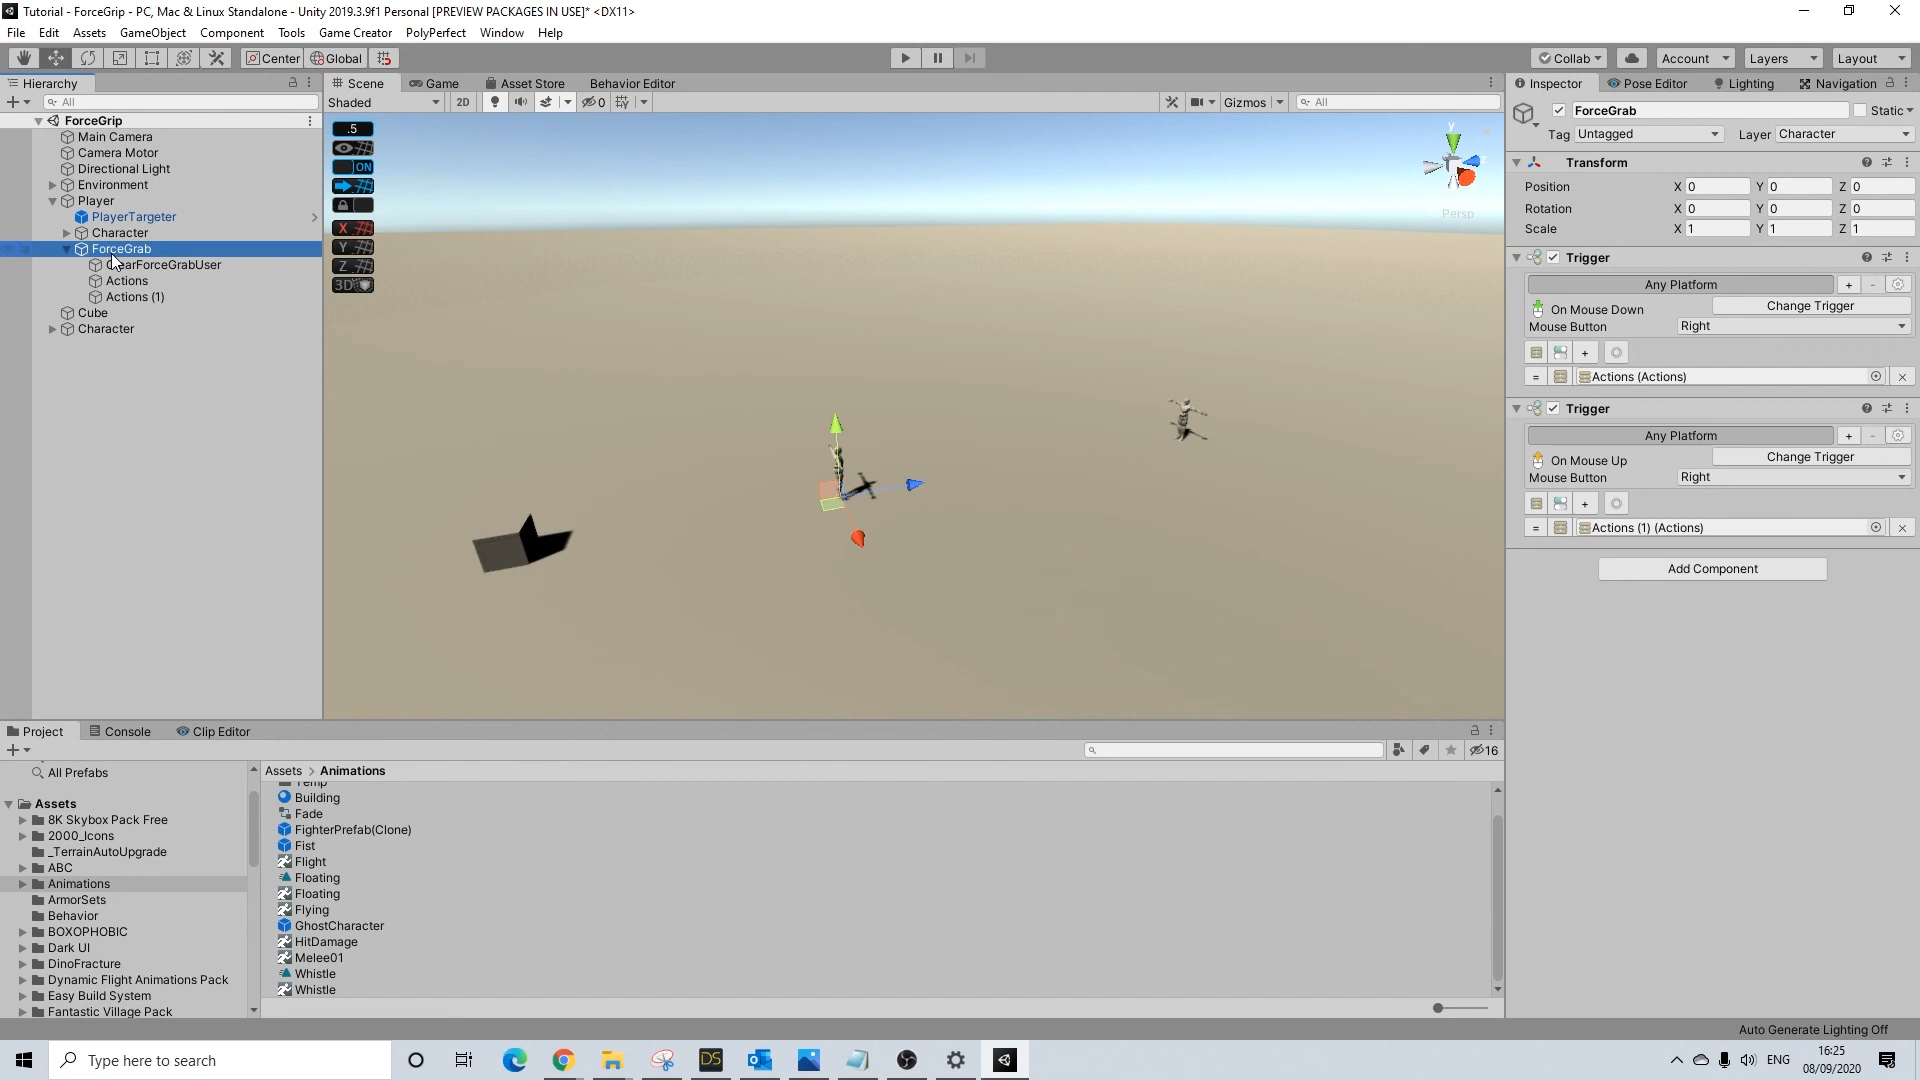 Tutorial - ForceGrip - PC, Mac & Linux Standalone - Unity 2019.3.9f1 Personal [PREVIEW PACKAGES IN USE]* <DX11>
File Edit Assets GameObject Component Tools Game Creator PolyPerfect Window Help
Center Global Collab Account Layers Layout
Hierarchy
All
ForceGrip
Main Camera
Camera Motor
Directional Light
Environment
Player
PlayerTargeter
Character
ForceGrab
ClearForceGrabUser
Actions
Actions (1)
Cube
Character
Scene Game Asset Store Behavior Editor
Shaded 2D 0 Gizmos All
.5
ON
X
Y
Z
3D
y
Persp
Inspector Pose Editor Lighting Navigation
ForceGrab Static
Tag Untagged Layer Character
Transform
Position X 0 Y 0 Z 0
Rotation X 0 Y 0 Z 0
Scale X 1 Y 1 Z 1
Trigger
Any Platform + -
On Mouse Down Change Trigger
Mouse Button Right
+
= Actions (Actions)
Trigger
Any Platform + -
On Mouse Up Change Trigger
Mouse Button Right
+
= Actions (1) (Actions)
Add Component
Project Console Clip Editor
16
All Prefabs
Assets
8K Skybox Pack Free
2000_Icons
_TerrainAutoUpgrade
ABC
Animations
ArmorSets
Behavior
BOXOPHOBIC
Dark UI
DinoFracture
Dynamic Flight Animations Pack
Easy Build System
Fantastic Village Pack
Assets > Animations
Temp
Building
Fade
FighterPrefab(Clone)
Fist
Flight
Floating
Floating
Flying
GhostCharacter
HitDamage
Melee01
Whistle
Whistle
Auto Generate Lighting Off
Type here to search
DS
ENG
16:25
08/09/2020